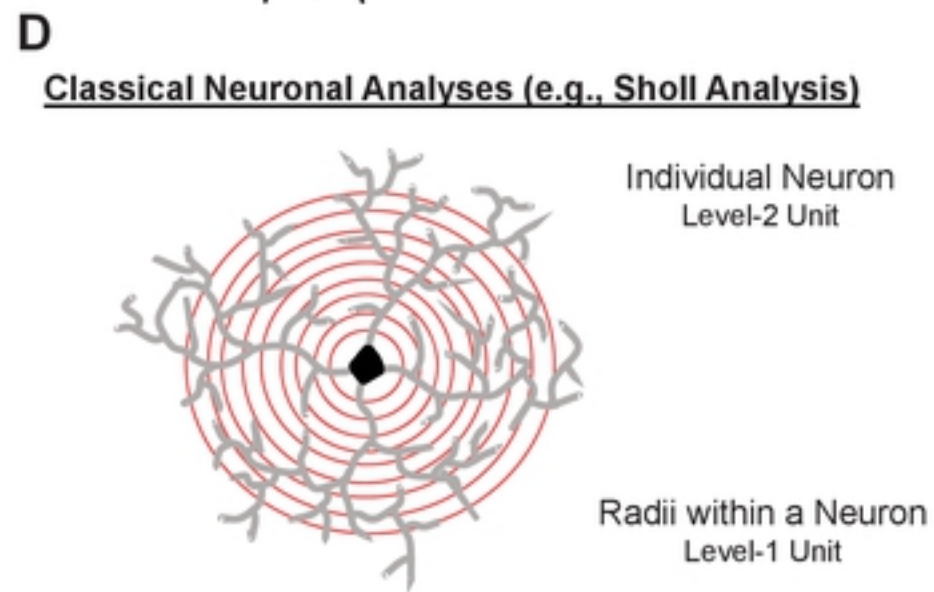 D
Classical Neuronal Analyses (e.g., Sholl Analysis)
Individual Neuron
Level-2 Unit
Radii within a Neuron
Level-1 Unit